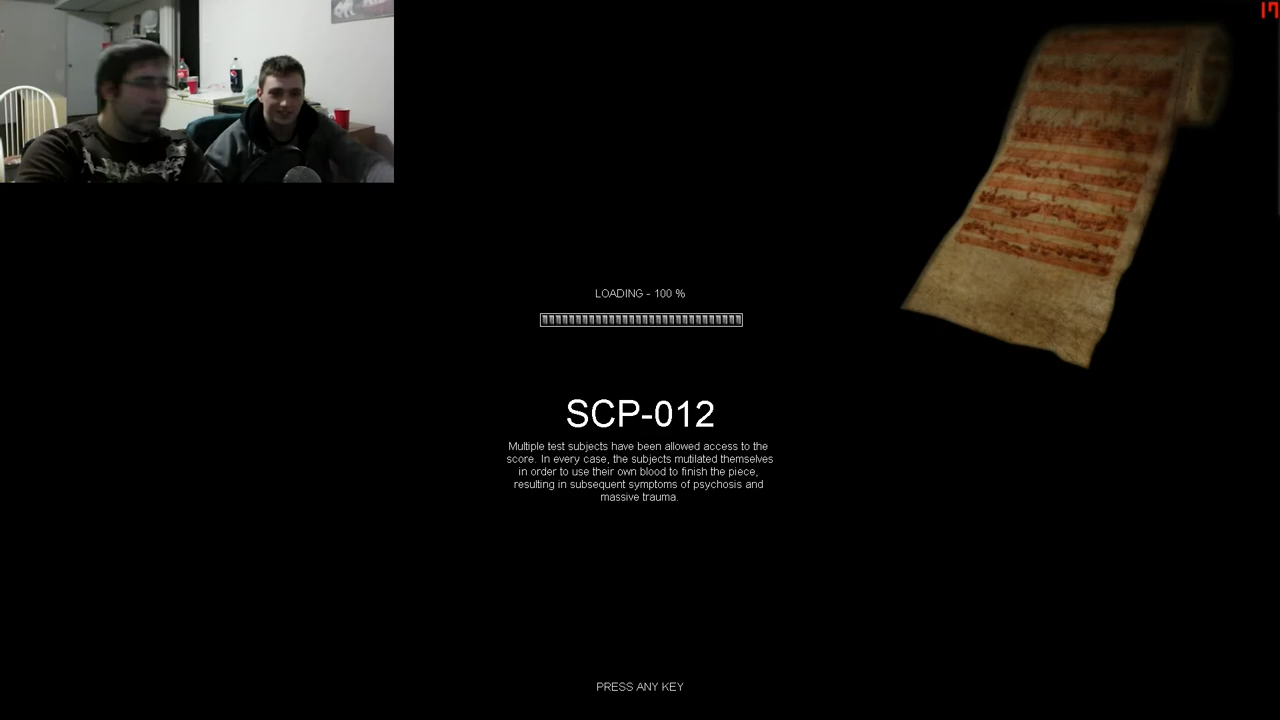 17
LOADING - 100 %
SCP-012
Multiple test subjects have been allowed access to the
score. In every case, the subjects mutilated themselves
in order to use their own blood to finish the piece,
resulting in subsequent symptoms of psychosis and
massive trauma.
PRESS ANY KEY